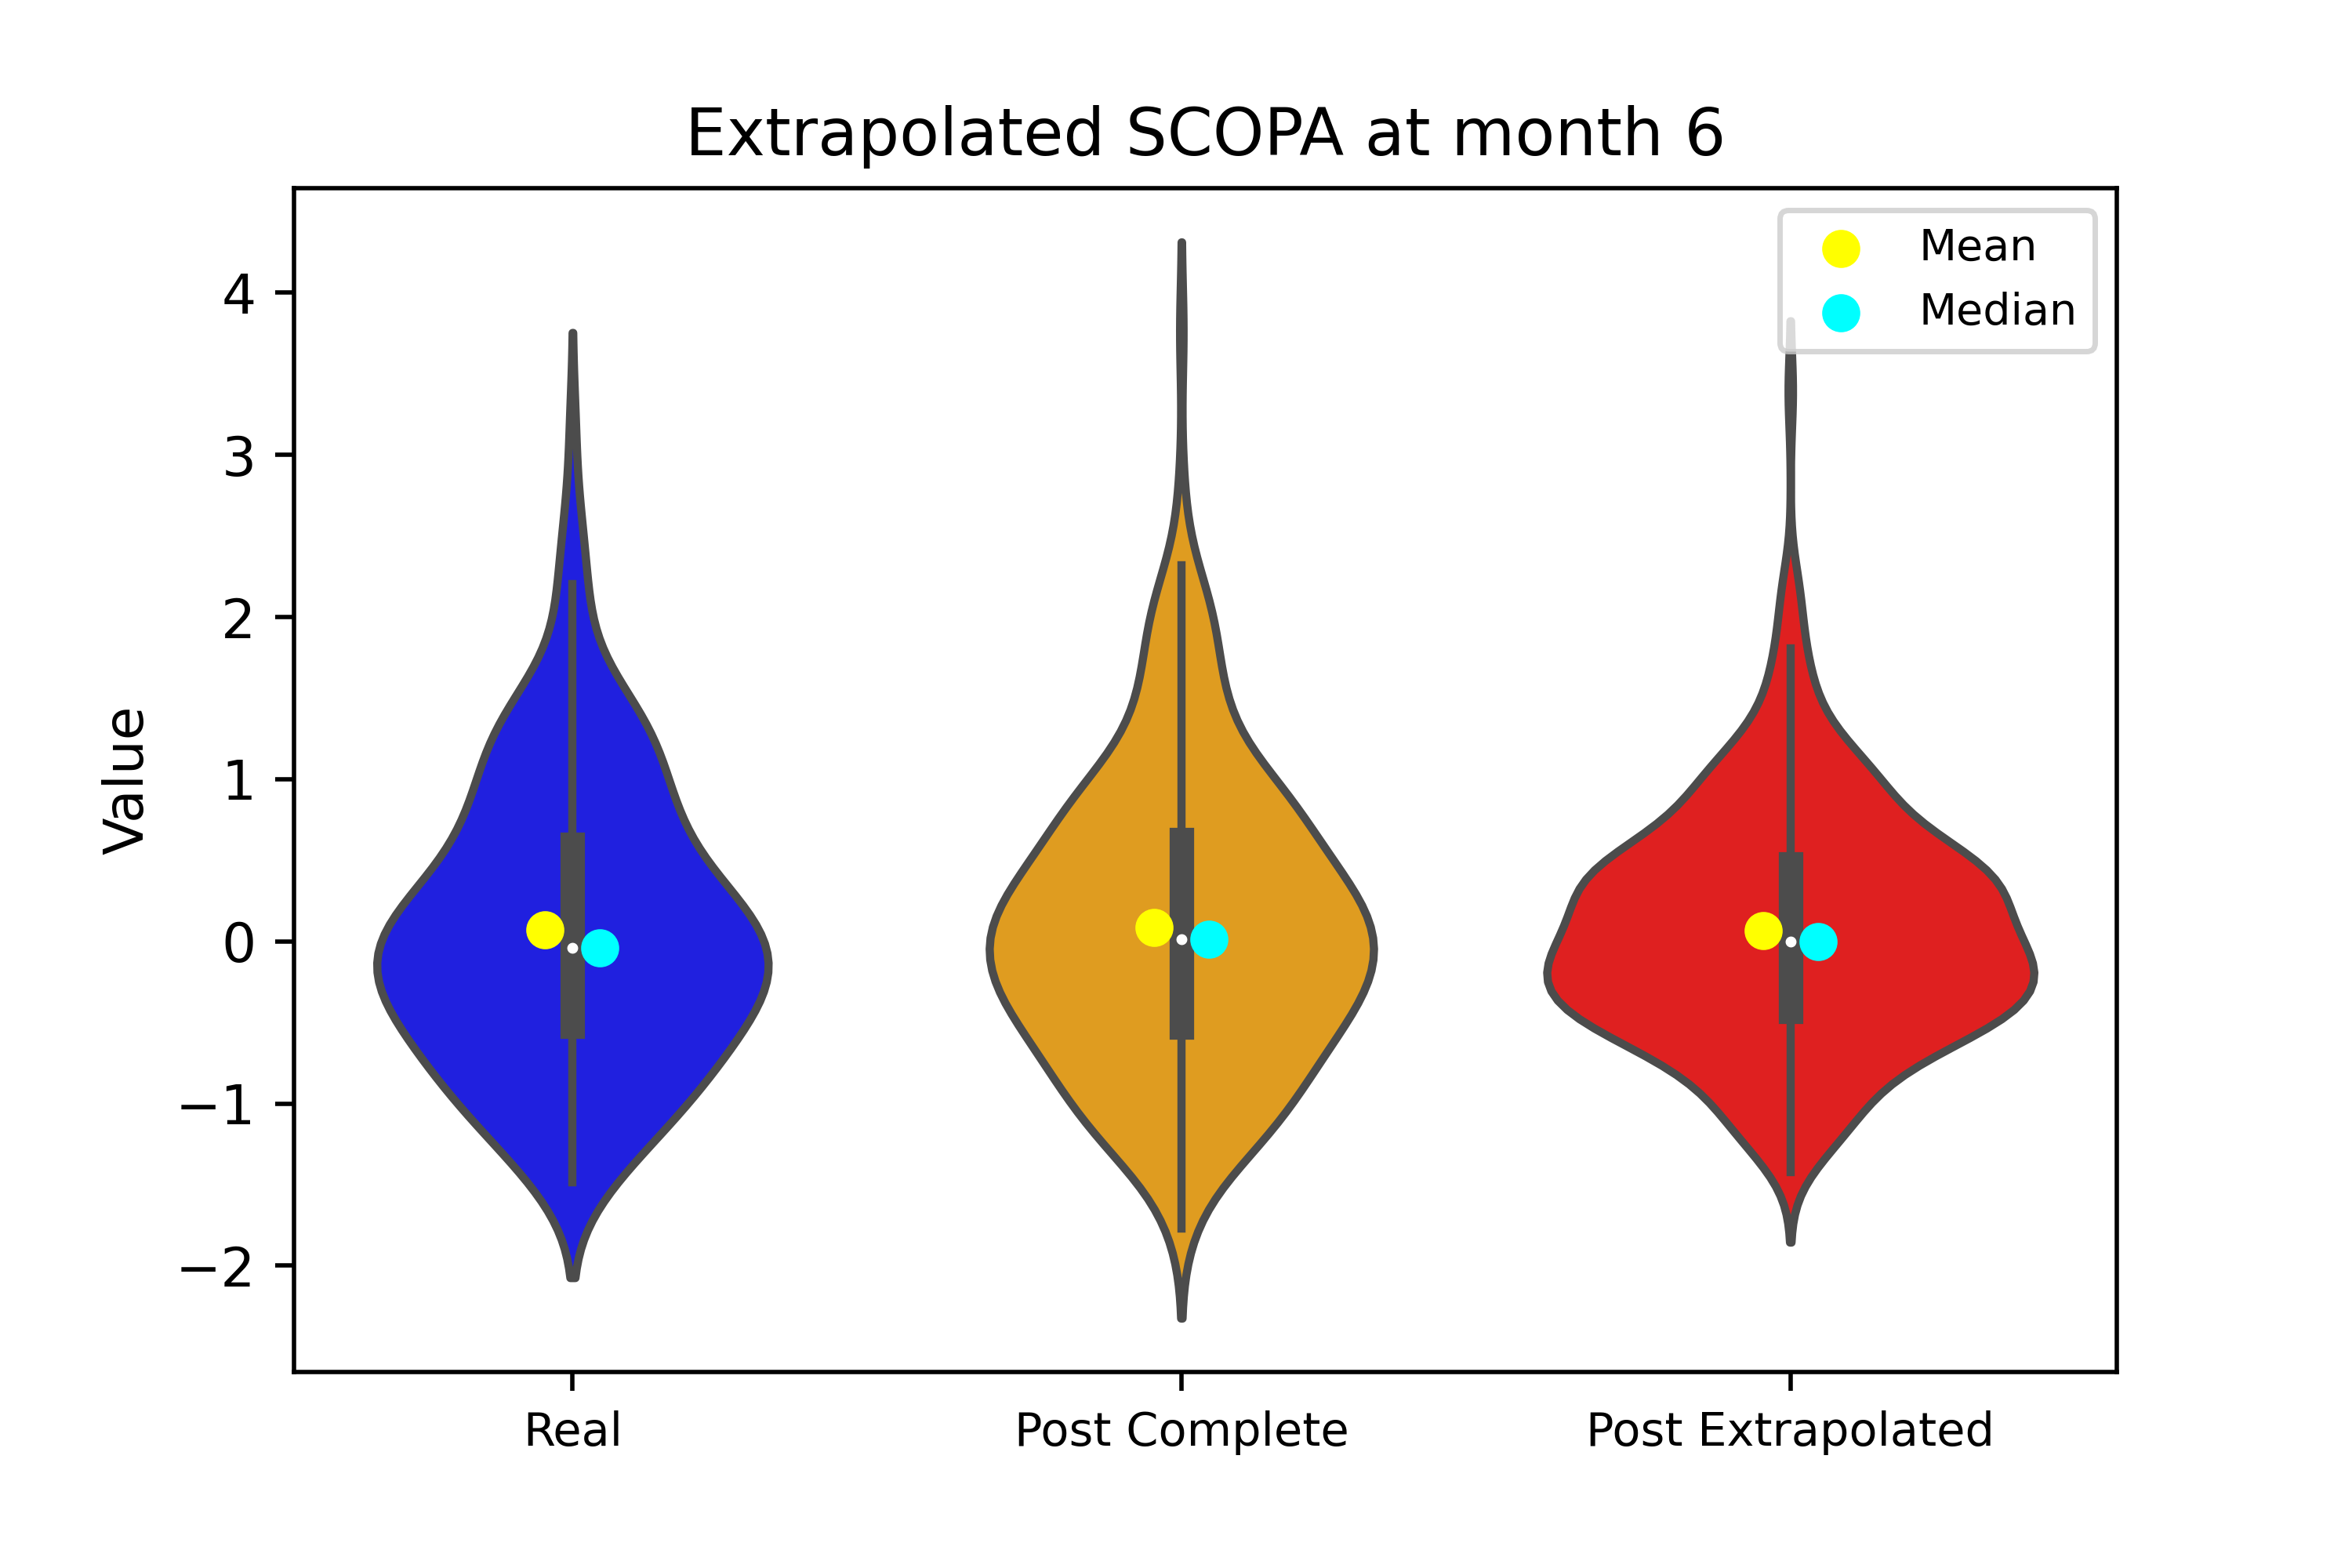 Extrapolated SCOPA at month 6
Mean
Median
4
3
2
1
0
−1
−2
Value
Real
Post Complete
Post Extrapolated